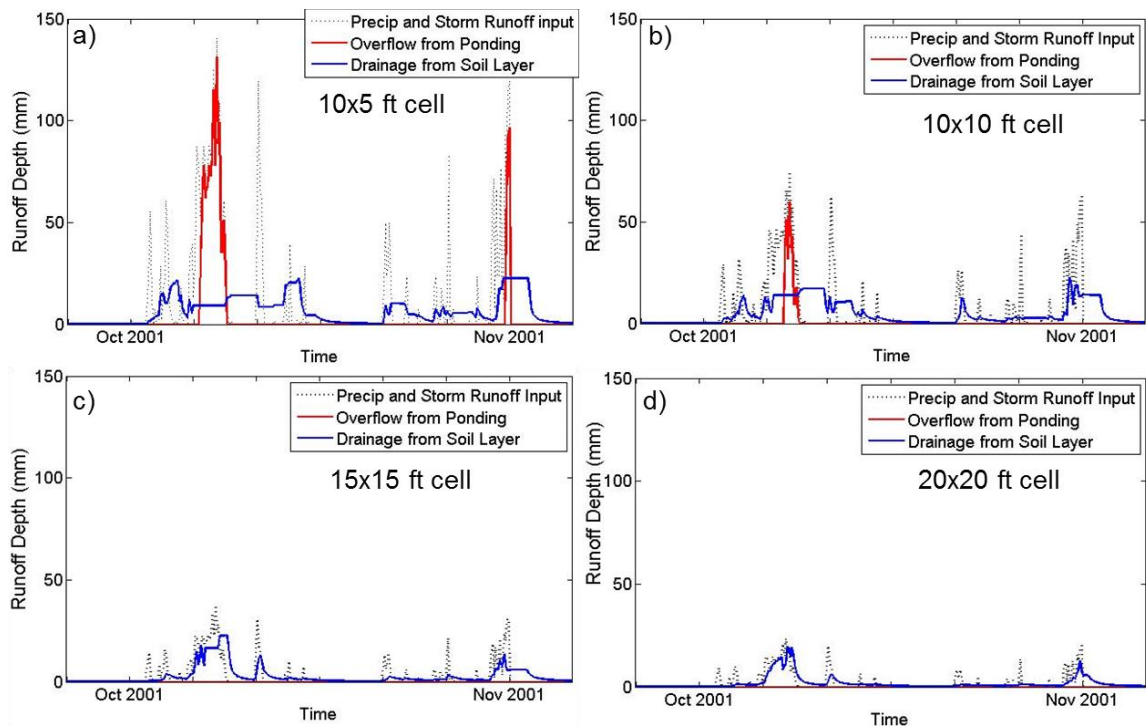 a)
150
100
50
0
Runoff Depth (mm)
Precip and Storm Runoff input
Overflow from Ponding
Drainage from Soil Layer
10x5 ft cell
Oct 2001
Nov 2001
Time
b)
150
100
50
0
Runoff Depth (mm)
Precip and Storm Runoff Input
Overflow from Ponding
Drainage from Soil Layer
10x10 ft cell
Oct 2001
Nov 2001
Time
c)
150
100
50
0
Runoff Depth (mm)
Precip and Storm Runoff Input
Overflow from Ponding
Drainage from Soil Layer
15x15 ft cell
Oct 2001
Nov 2001
Time
d)
150
100
50
0
Runoff Depth (mm)
Precip and Storm Runoff Input
Overflow from Ponding
Drainage from Soil Layer
20x20 ft cell
Oct 2001
Nov 2001
Time